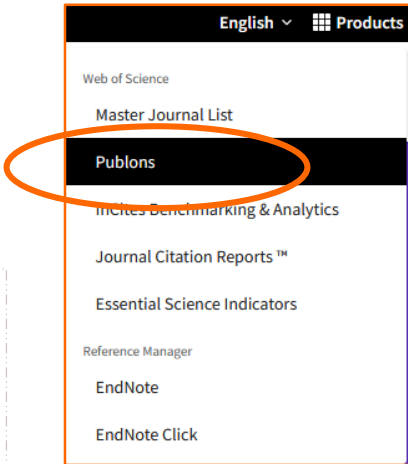 English Products
Web of Science
Master Journal List
Publons
InCites Benchmarking & Analytics
Journal Citation Reports ™
Essential Science Indicators
Reference Manager
EndNote
EndNote Click